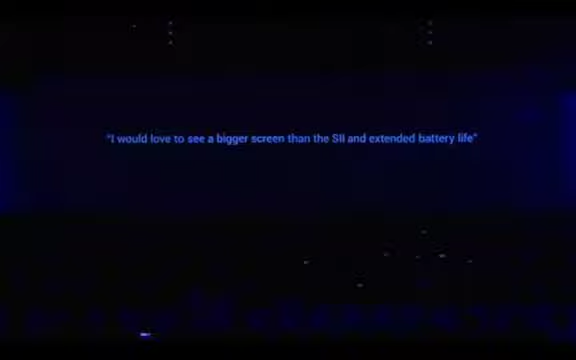 "I would love to see a bigger screen than the SII and extended battery life"